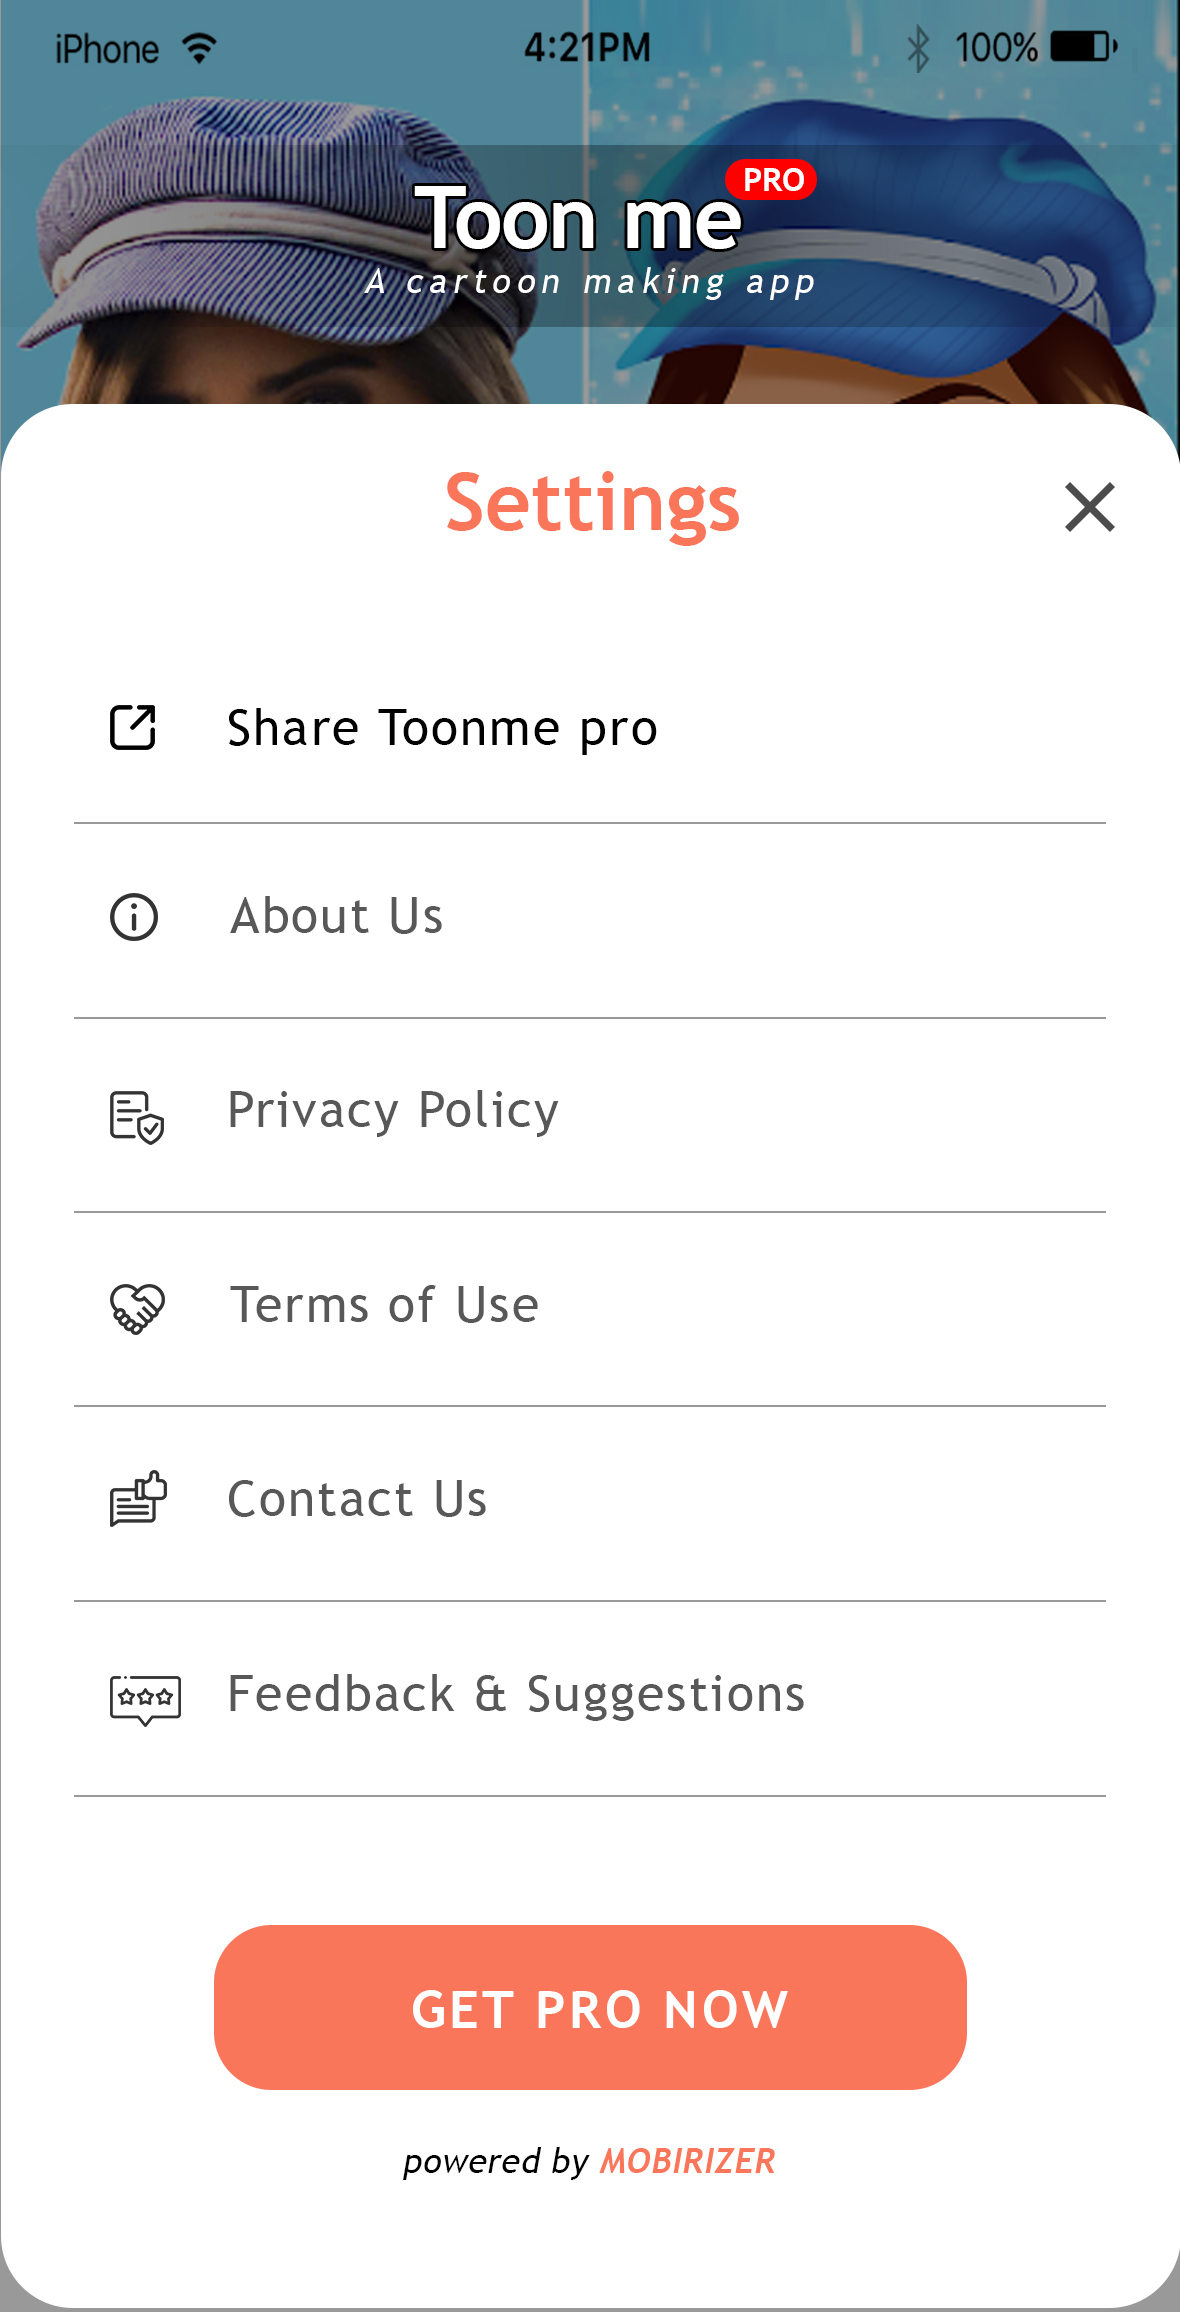 iPhone 4:21PM 100%
PRO
Toon me
A cartoon making app
Settings
Share Toonme pro
About Us
Privacy Policy
Terms of Use
Contact Us
Feedback & Suggestions
GET PRO NOW
powered by MOBIRIZER